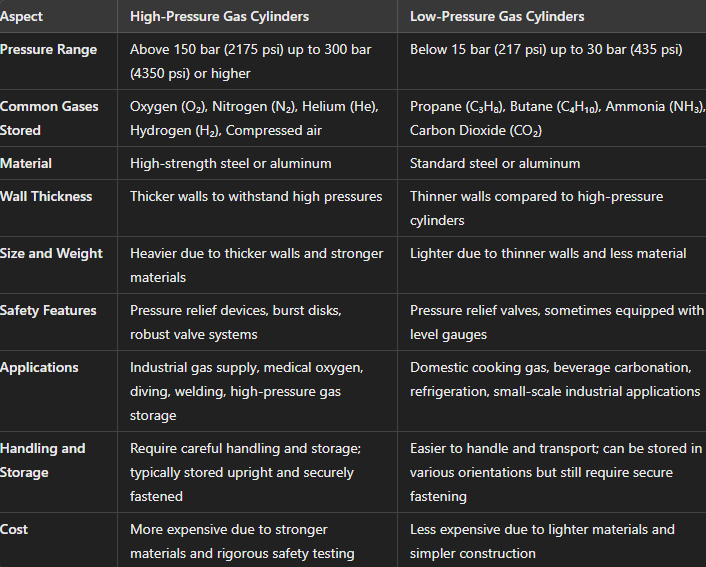 Aspect High-Pressure Gas Cylinders Low-Pressure Gas Cylinders
Pressure Range Above 150 bar (2175 psi) up to 300 bar Below 15 bar (217 psi) up to 30 bar (435 psi)
(4350 psi) or higher
Common Gases Oxygen (O₂), Nitrogen (N₂), Helium (He), Propane (C₃H₈), Butane (C₄H₁₀), Ammonia (NH₃),
Stored Hydrogen (H₂), Compressed air Carbon Dioxide (CO₂)
Material High-strength steel or aluminum Standard steel or aluminum
Wall Thickness Thicker walls to withstand high pressures Thinner walls compared to high-pressure
cylinders
Size and Weight Heavier due to thicker walls and stronger Lighter due to thinner walls and less material
materials
Safety Features Pressure relief devices, burst disks, Pressure relief valves, sometimes equipped with
robust valve systems level gauges
Applications Industrial gas supply, medical oxygen, Domestic cooking gas, beverage carbonation,
diving, welding, high-pressure gas refrigeration, small-scale industrial applications
storage
Handling and Require careful handling and storage; Easier to handle and transport; can be stored in
Storage typically stored upright and securely various orientations but still require secure
fastened fastening
Cost More expensive due to stronger Less expensive due to lighter materials and
materials and rigorous safety testing simpler construction